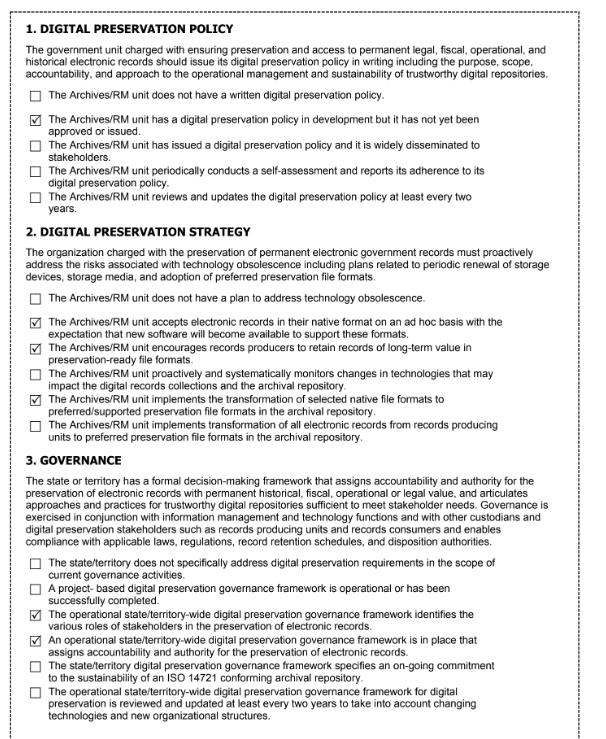 1. DIGITAL PRESERVATION POLICY
The government unit charged with ensuring preservation and access to permanent legal, fiscal, operational, and
historical electronic records should issue its digital preservation policy in writing including the purpose, scope,
accountability, and approach to the operational management and sustainability of trustworthy digital repositories.
☐ The Archives/RM unit does not have a written digital preservation policy.
☑ The Archives/RM unit has a digital preservation policy in development but it has not yet been
approved or issued.
☐ The Archives/RM unit has issued a digital preservation policy and it is widely disseminated to
stakeholders.
☐ The Archives/RM unit periodically conducts a self-assessment and reports its adherence to its
digital preservation policy.
☐ The Archives/RM unit reviews and updates the digital preservation policy at least every two
years.
2. DIGITAL PRESERVATION STRATEGY
The organization charged with the preservation of permanent electronic government records must proactively
address the risks associated with technology obsolescence including plans related to periodic renewal of storage
devices, storage media, and adoption of preferred preservation file formats.
☐ The Archives/RM unit does not have a plan to address technology obsolescence.
☑ The Archives/RM unit accepts electronic records in their native format on an ad hoc basis with the
expectation that new software will become available to support these formats.
☑ The Archives/RM unit encourages records producers to retain records of long-term value in
preservation-ready file formats.
☐ The Archives/RM unit proactively and systematically monitors changes in technologies that may
impact the digital records collections and the archival repository.
☑ The Archives/RM unit implements the transformation of selected native file formats to
preferred/supported preservation file formats in the archival repository.
☐ The Archives/RM unit implements transformation of all electronic records from records producing
units to preferred preservation file formats in the archival repository.
3. GOVERNANCE
The state or territory has a formal decision-making framework that assigns accountability and authority for the
preservation of electronic records with permanent historical, fiscal, operational or legal value, and articulates
approaches and practices for trustworthy digital repositories sufficient to meet stakeholder needs. Governance is
exercised in conjunction with information management and technology functions and with other custodians and
digital preservation stakeholders such as records producing units and records consumers and enables
compliance with applicable laws, regulations, record retention schedules, and disposition authorities.
☐ The state/territory does not specifically address digital preservation requirements in the scope of
current governance activities.
☐ A project- based digital preservation governance framework is operational or has been
successfully completed.
☑ The operational state/territory-wide digital preservation governance framework identifies the
various roles of stakeholders in the preservation of electronic records.
☑ An operational state/territory-wide digital preservation governance framework is in place that
assigns accountability and authority for the preservation of electronic records.
☐ The state/territory digital preservation governance framework specifies an on-going commitment
to the sustainability of an ISO 14721 conforming archival repository.
☐ The operational state/territory-wide digital preservation governance framework for digital
preservation is reviewed and updated at least every two years to take into account changing
technologies and new organizational structures.